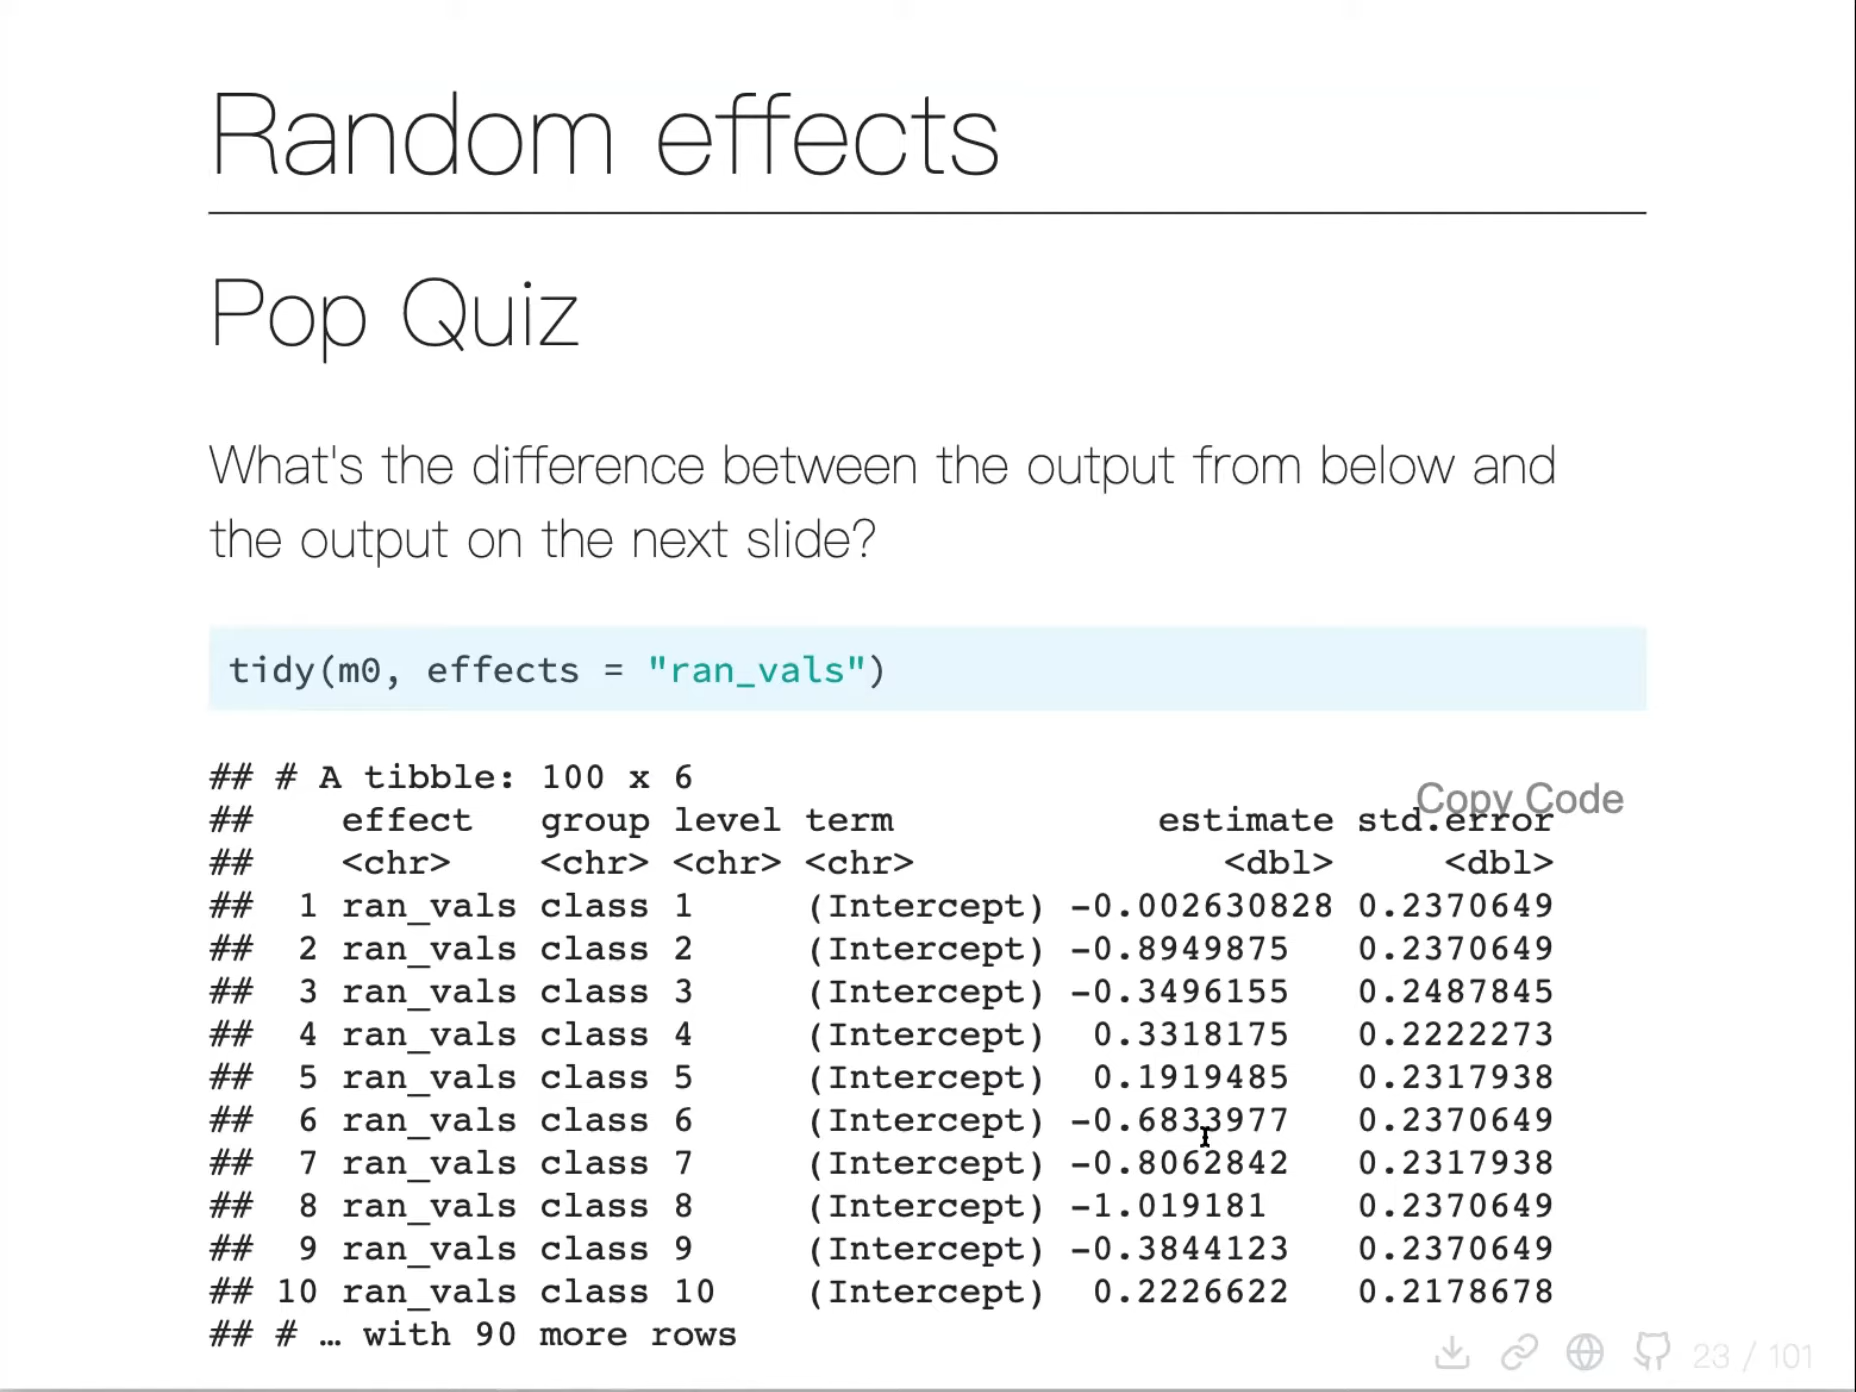 Random effects
Pop Quiz
What's the difference between the output from below and
the output on the next slide?
tidy(m0, effects = "ran_vals")
Copy Code
## # A tibble: 100 x 6
##    effect   group level term            estimate std.error
##    <chr>    <chr> <chr> <chr>              <dbl>     <dbl>
##  1 ran_vals class 1     (Intercept) -0.002630828 0.2370649
##  2 ran_vals class 2     (Intercept) -0.8949875   0.2370649
##  3 ran_vals class 3     (Intercept) -0.3496155   0.2487845
##  4 ran_vals class 4     (Intercept)  0.3318175   0.2222273
##  5 ran_vals class 5     (Intercept)  0.1919485   0.2317938
##  6 ran_vals class 6     (Intercept) -0.6833977   0.2370649
##  7 ran_vals class 7     (Intercept) -0.8062842   0.2317938
##  8 ran_vals class 8     (Intercept) -1.019181    0.2370649
##  9 ran_vals class 9     (Intercept) -0.3844123   0.2370649
## 10 ran_vals class 10    (Intercept)  0.2226622   0.2178678
## # … with 90 more rows
23 / 101